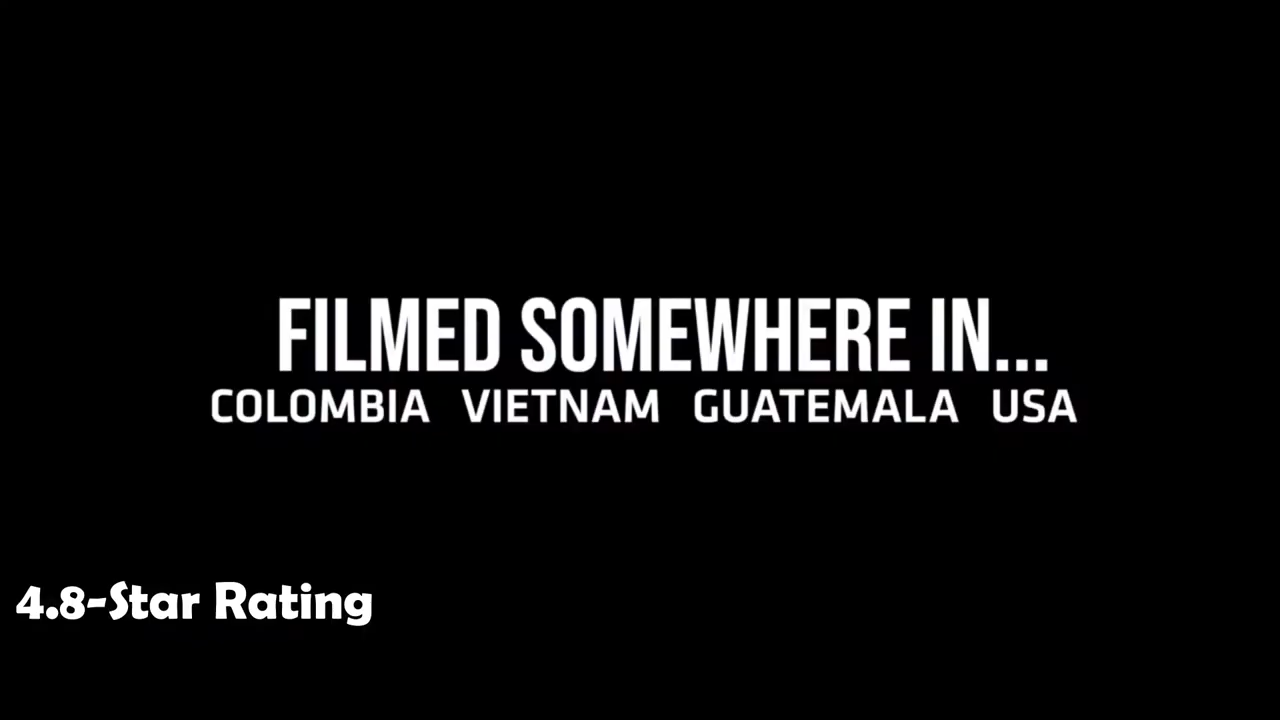 FILMED SOMEWHERE IN...
COLOMBIA VIETNAM GUATEMALA USA
4.8-Star Rating